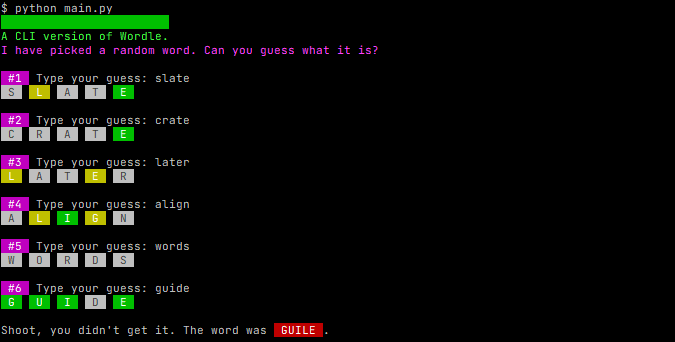 $ python main.py
A CLI version of Wordle.
I have picked a random word. Can you guess what it is?
#1 Type your guess: slate
S L A T E
#2 Type your guess: crate
C R A T E
#3 Type your guess: later
L A T E R
#4 Type your guess: align
A L I G N
#5 Type your guess: words
W O R D S
#6 Type your guess: guide
G U I D E
Shoot, you didn't get it. The word was GUILE .